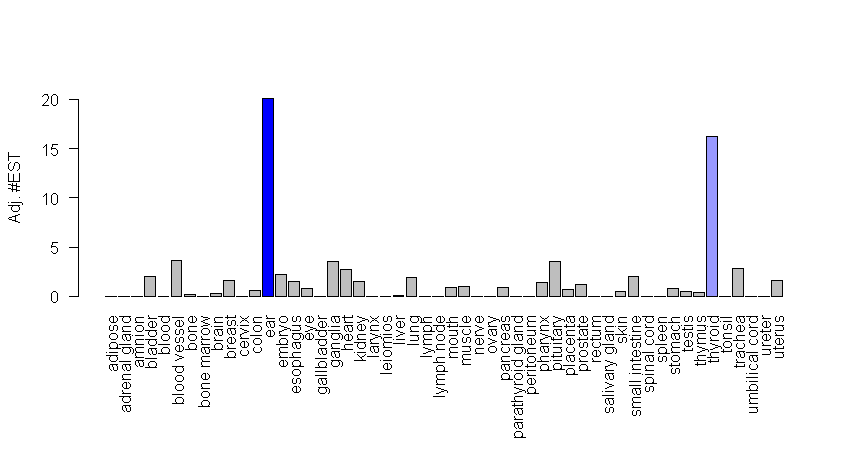 Adj. #EST
20
15
10
5
0
adipose
adrenal gland
amnion
bladder
blood
blood vessel
bone
bone marrow
brain
breast
cervix
colon
ear
embryo
esophagus
eye
gallbladder
ganglia
heart
kidney
larynx
leiomios
liver
lung
lymph
lymph node
mouth
muscle
nerve
ovary
pancreas
parathyroid gland
peritoneum
pharynx
pituitary
placenta
prostate
rectum
salivary gland
skin
small intestine
spinal cord
spleen
stomach
testis
thymus
thyroid
tonsil
trachea
umbilical cord
ureter
uterus